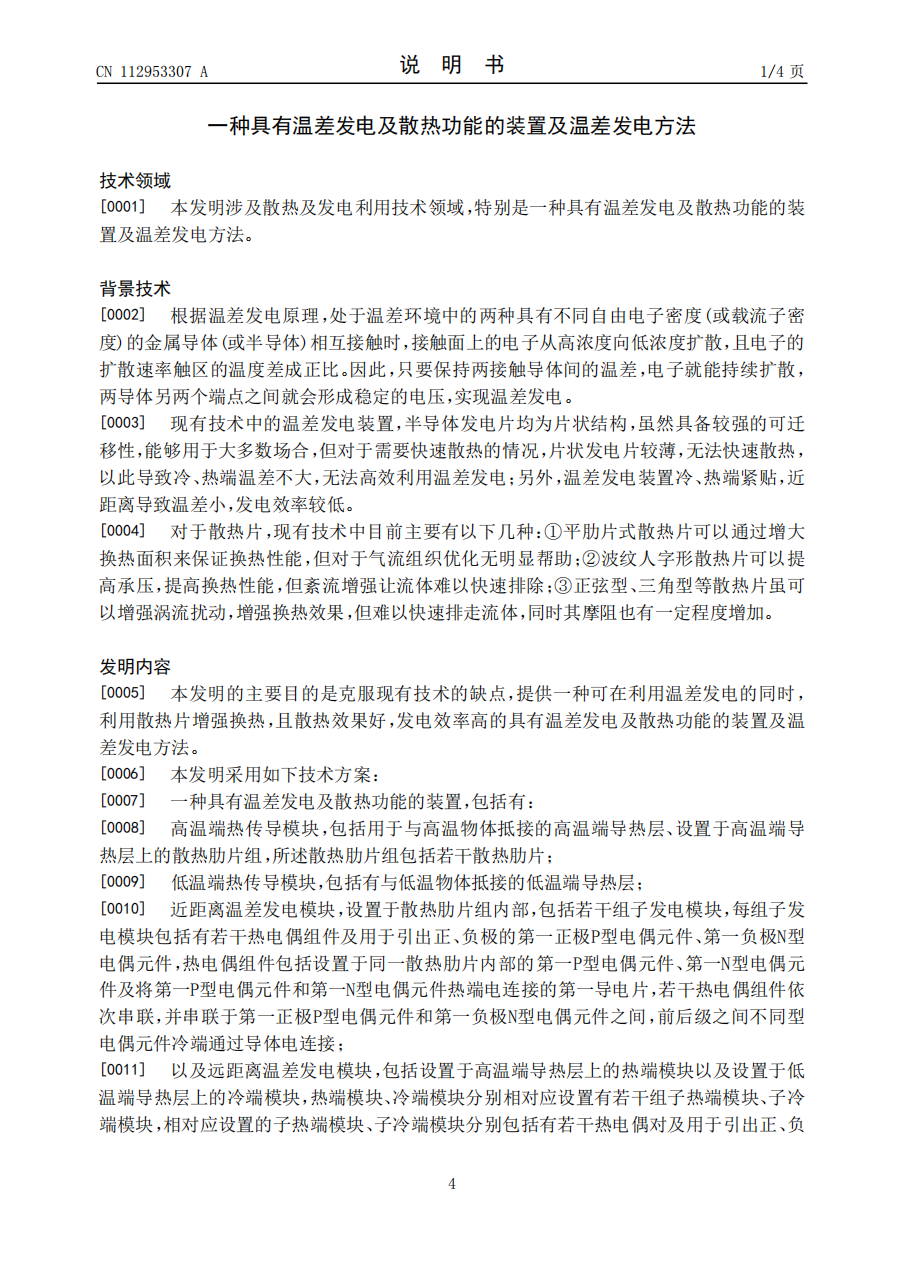 CN 112953307 A
说 明 书
1/4 页
一种具有温差发电及散热功能的装置及温差发电方法
技术领域
[0001] 本发明涉及散热及发电利用技术领域,特别是一种具有温差发电及散热功能的装
置及温差发电方法。
背景技术
[0002] 根据温差发电原理,处于温差环境中的两种具有不同自由电子密度(或载流子密
度)的金属导体(或半导体)相互接触时,接触面上的电子从高浓度向低浓度扩散,且电子的
扩散速率触区的温度差成正比。因此,只要保持两接触导体间的温差,电子就能持续扩散,
两导体另两个端点之间就会形成稳定的电压,实现温差发电。
[0003] 现有技术中的温差发电装置,半导体发电片均为片状结构,虽然具备较强的可迁
移性,能够用于大多数场合,但对于需要快速散热的情况,片状发电片较薄,无法快速散热,
以此导致冷、热端温差不大,无法高效利用温差发电;另外,温差发电装置冷、热端紧贴,近
距离导致温差小,发电效率较低。
[0004] 对于散热片,现有技术中目前主要有以下几种:①平肋片式散热片可以通过增大
换热面积来保证换热性能,但对于气流组织优化无明显帮助;②波纹人字形散热片可以提
高承压,提高换热性能,但紊流增强让流体难以快速排除;③正弦型、三角型等散热片虽可
以增强涡流扰动,增强换热效果,但难以快速排走流体,同时其摩阻也有一定程度增加。
发明内容
[0005] 本发明的主要目的是克服现有技术的缺点,提供一种可在利用温差发电的同时,
利用散热片增强换热,且散热效果好,发电效率高的具有温差发电及散热功能的装置及温
差发电方法。
[0006] 本发明采用如下技术方案:
[0007] 一种具有温差发电及散热功能的装置,包括有:
[0008] 高温端热传导模块,包括用于与高温物体抵接的高温端导热层、设置于高温端导
热层上的散热肋片组,所述散热肋片组包括若干散热肋片;
[0009] 低温端热传导模块,包括有与低温物体抵接的低温端导热层;
[0010] 近距离温差发电模块,设置于散热肋片组内部,包括若干组子发电模块,每组子发
电模块包括有若干热电偶组件及用于引出正、负极的第一正极P型电偶元件、第一负极N型
电偶元件,热电偶组件包括设置于同一散热肋片内部的第一P型电偶元件、第一N型电偶元
件及将第一P型电偶元件和第一N型电偶元件热端电连接的第一导电片,若干热电偶组件依
次串联,并串联于第一正极P型电偶元件和第一负极N型电偶元件之间,前后级之间不同型
电偶元件冷端通过导体电连接;
[0011] 以及远距离温差发电模块,包括设置于高温端导热层上的热端模块以及设置于低
温端导热层上的冷端模块,热端模块、冷端模块分别相对应设置有若干组子热端模块、子冷
端模块,相对应设置的子热端模块、子冷端模块分别包括有若干热电偶对及用于引出正、负
4